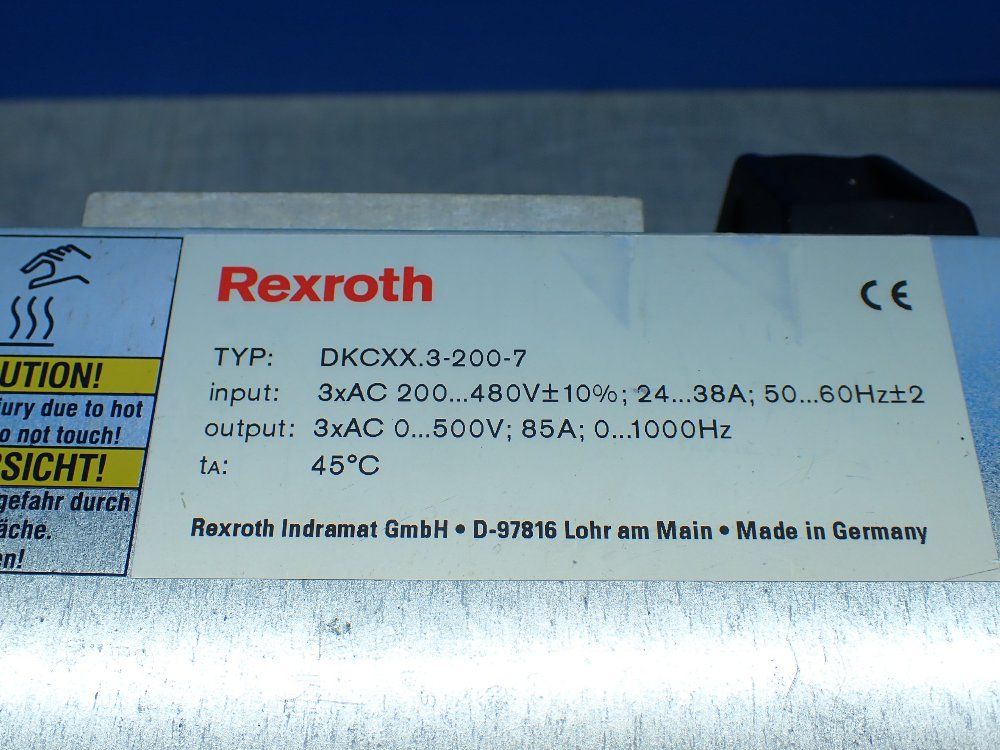 Rexroth
CE
TYP: DKCXX.3-200-7
input: 3xAC 200...480V±10%; 24...38A; 50...60Hz±2
output: 3xAC 0...500V; 85A; 0...1000Hz
tA: 45°C
Rexroth Indramat GmbH • D-97816 Lohr am Main • Made in Germany
UTION!
jury due to hot
o not touch!
SICHT!
gefahr durch
äche.
en!